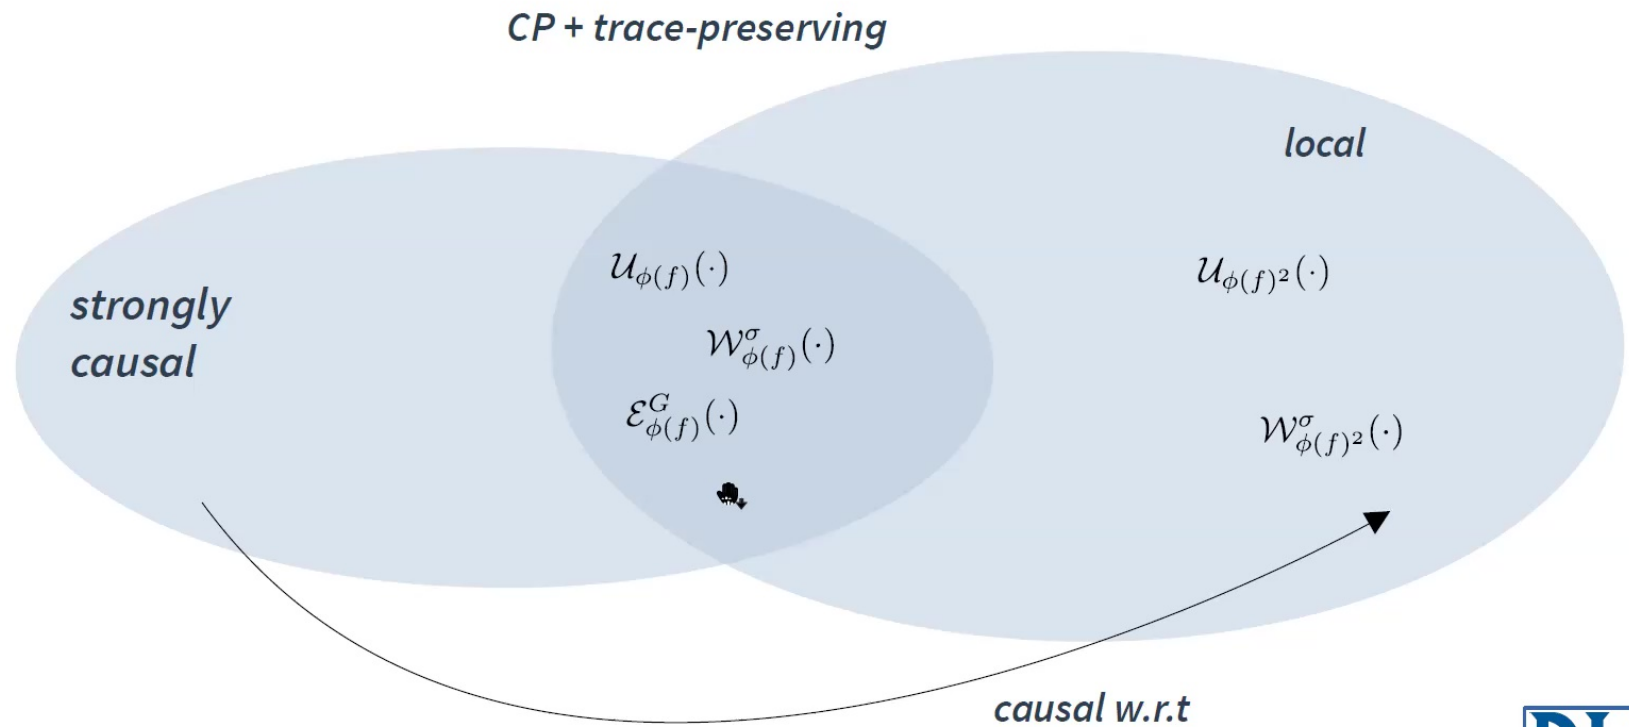 CP + trace-preserving
local
strongly
causal
𝒰_{ϕ(f)}(·)
𝒰_{ϕ(f)²}(·)
𝒲^σ_{ϕ(f)}(·)
ℰ^G_{ϕ(f)}(·)
𝒲^σ_{ϕ(f)²}(·)
causal w.r.t